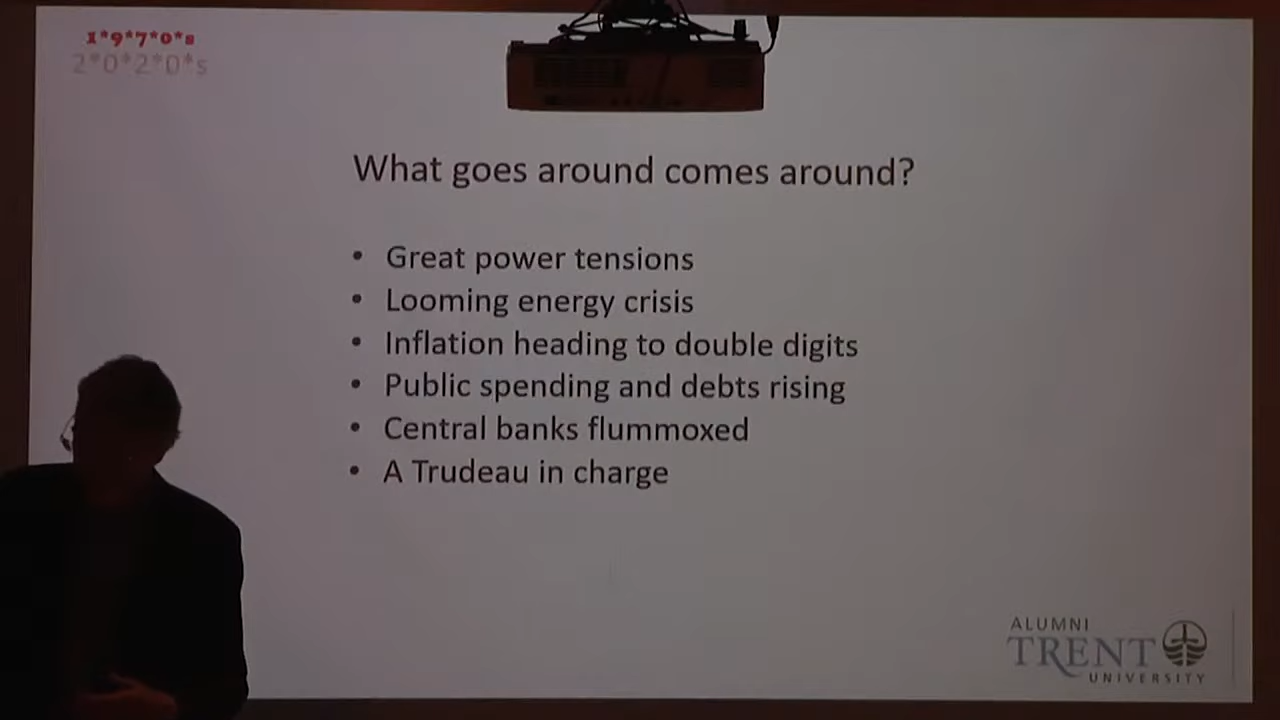 1*9*7*0*s
2*0*2*0*s
What goes around comes around?
• Great power tensions
• Looming energy crisis
• Inflation heading to double digits
• Public spending and debts rising
• Central banks flummoxed
• A Trudeau in charge
ALUMNI
TRENT
UNIVERSITY